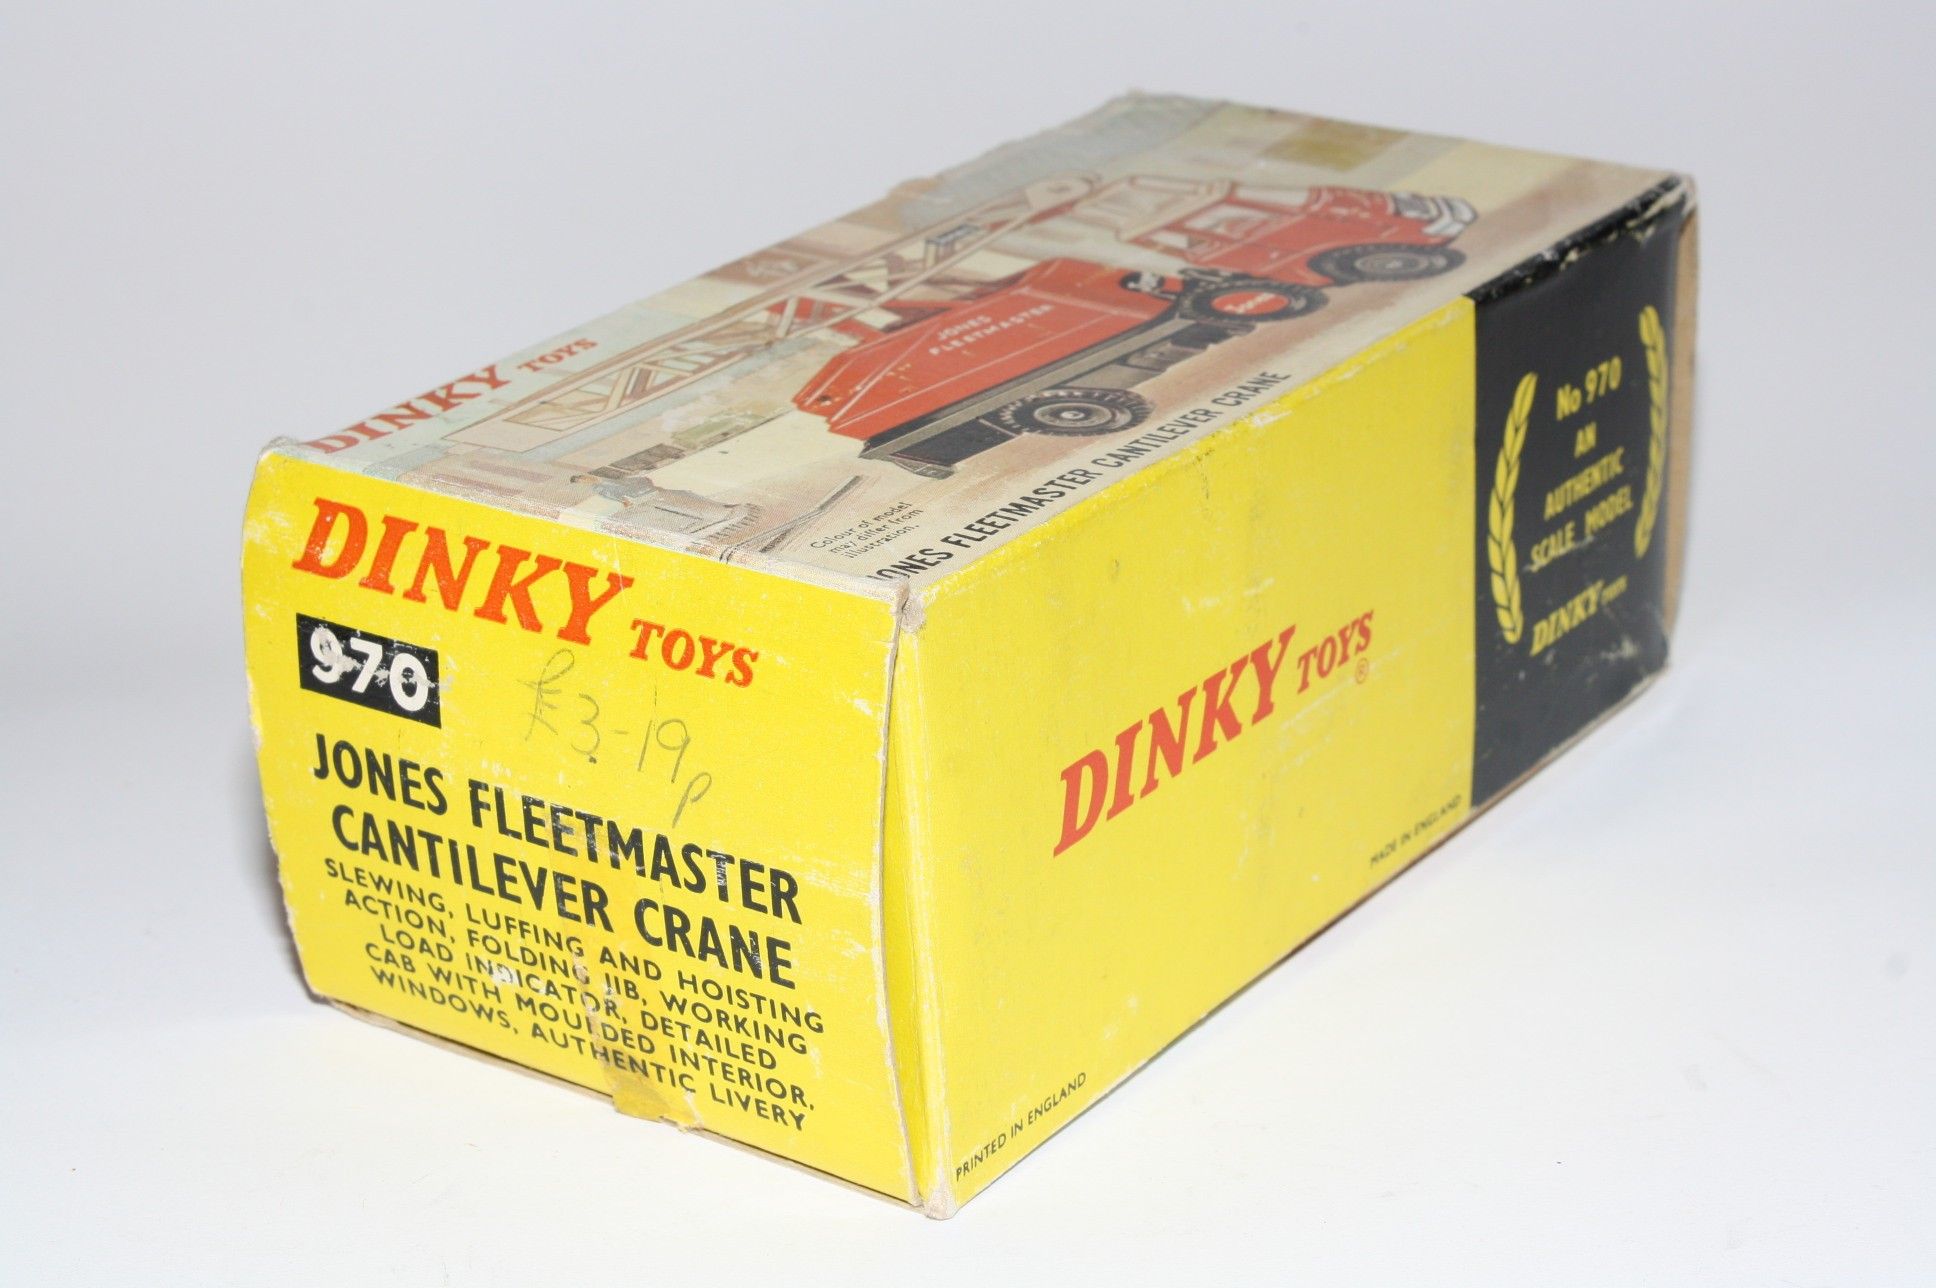 DINKY TOYS
JONES
FLEETMASTER
Jones
Colour of model
may differ from
illustration.
JONES FLEETMASTER CANTILEVER CRANE
DINKY TOYS
970
£3-19p
JONES FLEETMASTER
CANTILEVER CRANE
SLEWING, LUFFING AND HOISTING
ACTION, FOLDING JIB, WORKING
LOAD INDICATOR, DETAILED
CAB WITH MOULDED INTERIOR,
WINDOWS, AUTHENTIC LIVERY
DINKY TOYS®
PRINTED IN ENGLAND
MADE IN ENGLAND
No 970
AN
AUTHENTIC
SCALE MODEL
DINKY TOYS